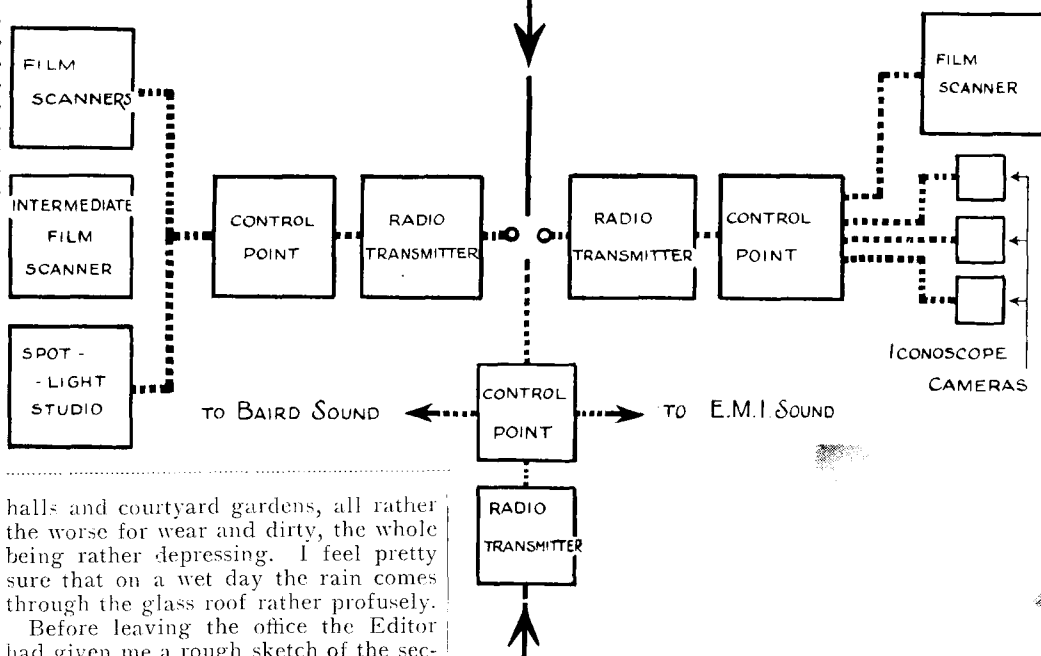 FILM
SCANNERS
INTERMEDIATE
FILM
SCANNER
SPOT -
- LIGHT
STUDIO
CONTROL
POINT
RADIO
TRANSMITTER
RADIO
TRANSMITTER
CONTROL
POINT
FILM
SCANNER
ICONOSCOPE
CAMERAS
TO BAIRD SOUND
CONTROL
POINT
TO E.M.I. SOUND
RADIO
TRANSMITTER
halls and courtyard gardens, all rather
the worse for wear and dirty, the whole
being rather depressing. I feel pretty
sure that on a wet day the rain comes
through the glass roof rather profusely.
Before leaving the office the Editor
had given me a rough sketch of the sec-